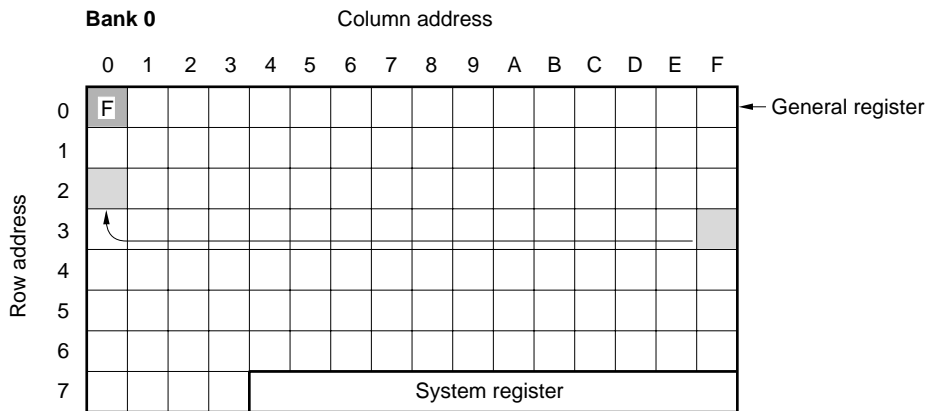 Bank 0 Column address
0 1 2 3 4 5 6 7 8 9 A B C D E F
0 F General register
1
2
3
4
5
6
7 System register
Row address